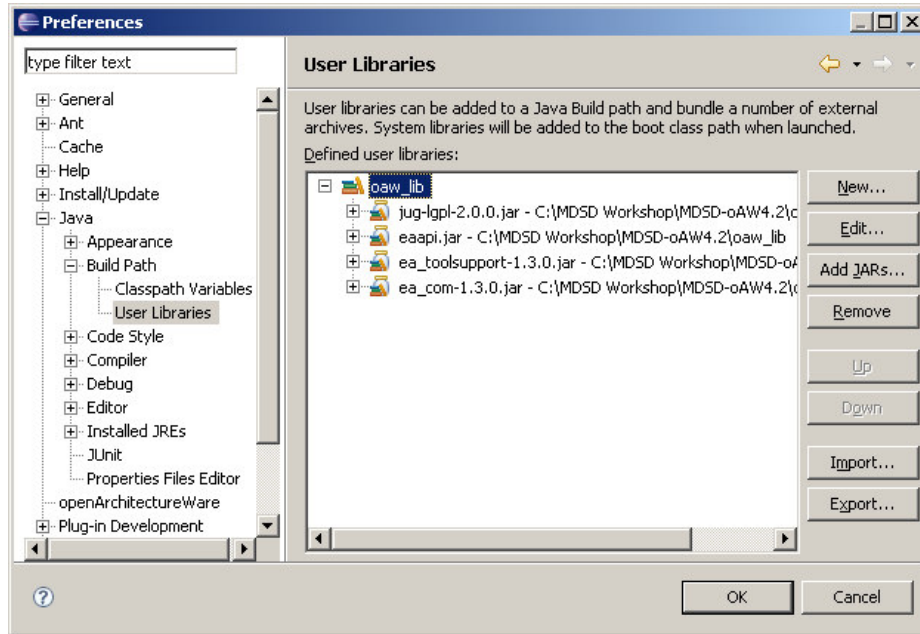 Preferences
type filter text
General
Ant
Cache
Help
Install/Update
Java
Appearance
Build Path
Classpath Variables
User Libraries
Code Style
Compiler
Debug
Editor
Installed JREs
JUnit
Properties Files Editor
openArchitectureWare
Plug-in Development
User Libraries
User libraries can be added to a Java Build path and bundle a number of external
archives. System libraries will be added to the boot class path when launched.
Defined user libraries:
oaw_lib
jug-lgpl-2.0.0.jar - C:\MDSD Workshop\MDSD-oAW4.2\o
eaapi.jar - C:\MDSD Workshop\MDSD-oAW4.2\oaw_lib
ea_toolsupport-1.3.0.jar - C:\MDSD Workshop\MDSD-oA
ea_com-1.3.0.jar - C:\MDSD Workshop\MDSD-oAW4.2\o
New...
Edit...
Add JARs...
Remove
Up
Down
Import...
Export...
?
OK
Cancel